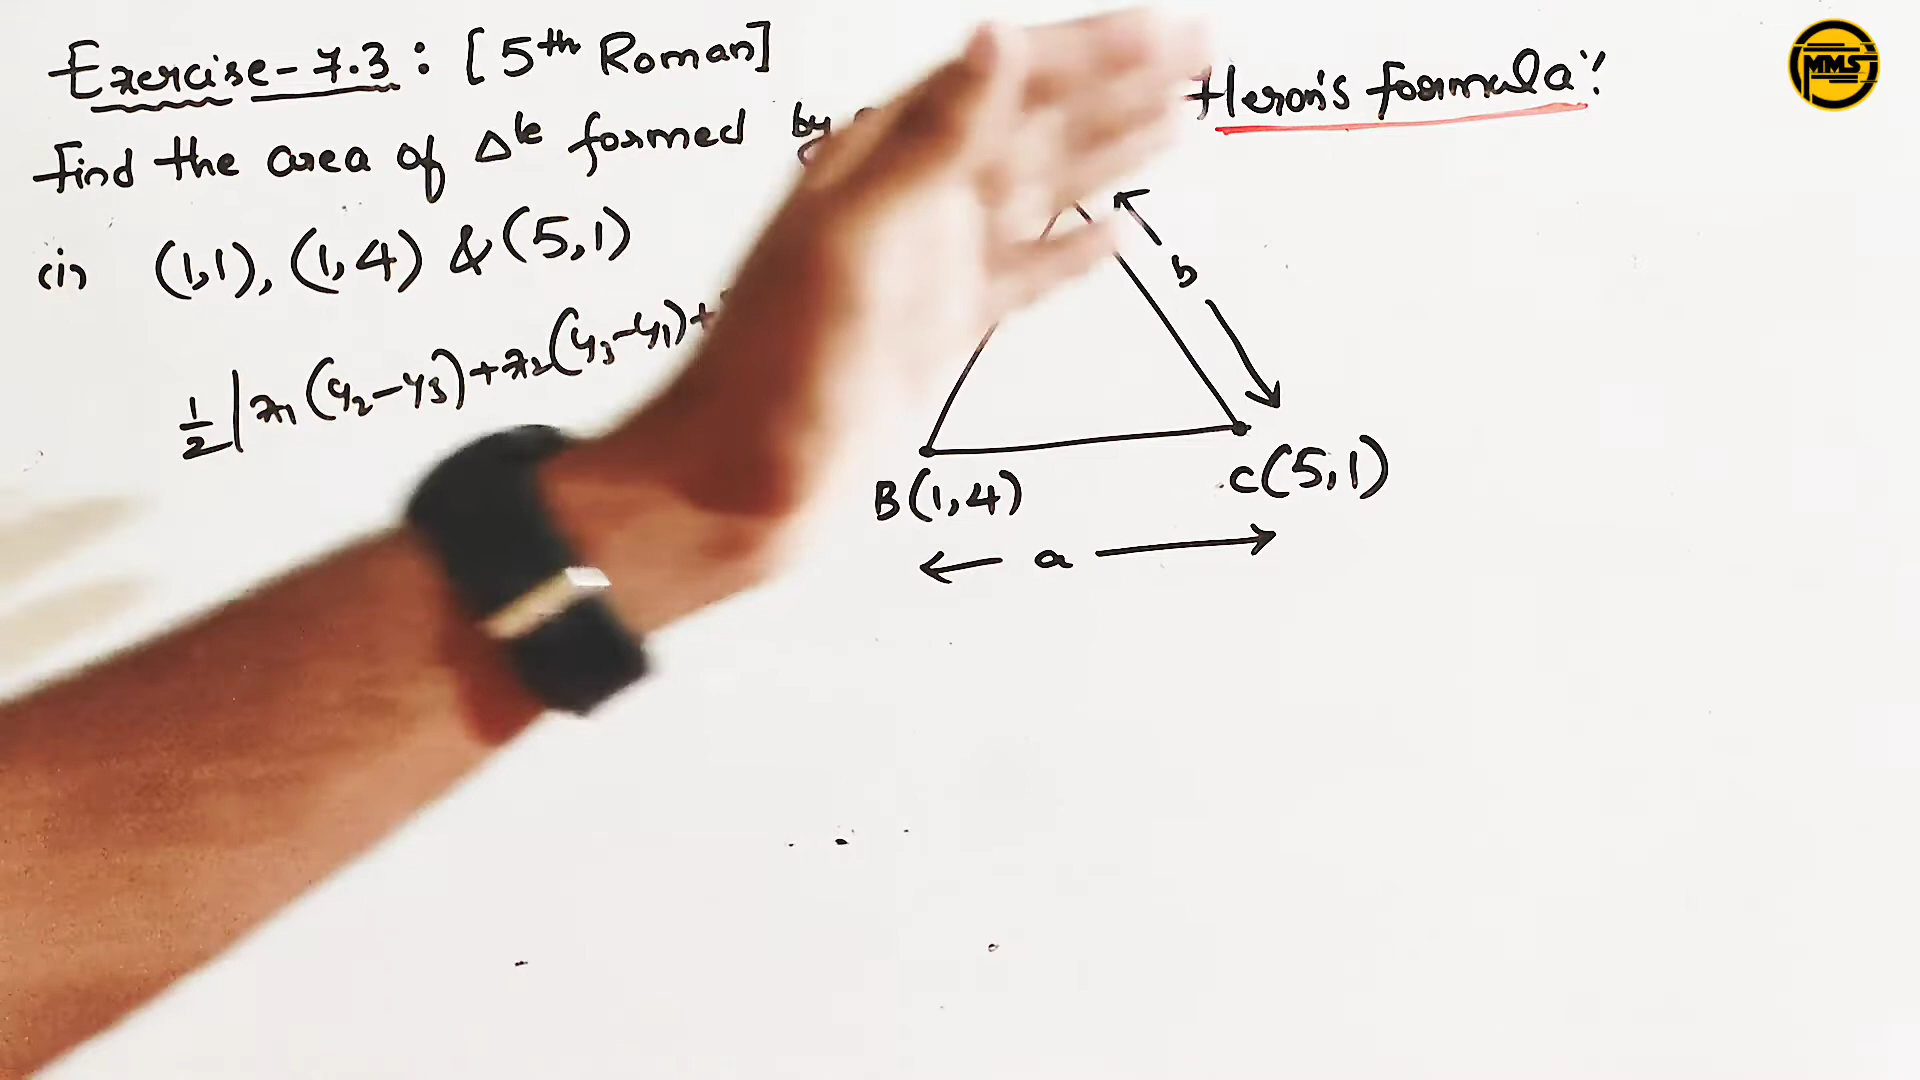 Exercise-7.3: [5th Roman]
Find the area of Δle formed by
(i) (1,1), (1,4) & (5,1)
1/2 | x1 (y2-y3)+x2(y3-y1)+
Heron's formula:
b
B(1,4)
C(5,1)
a
MMS